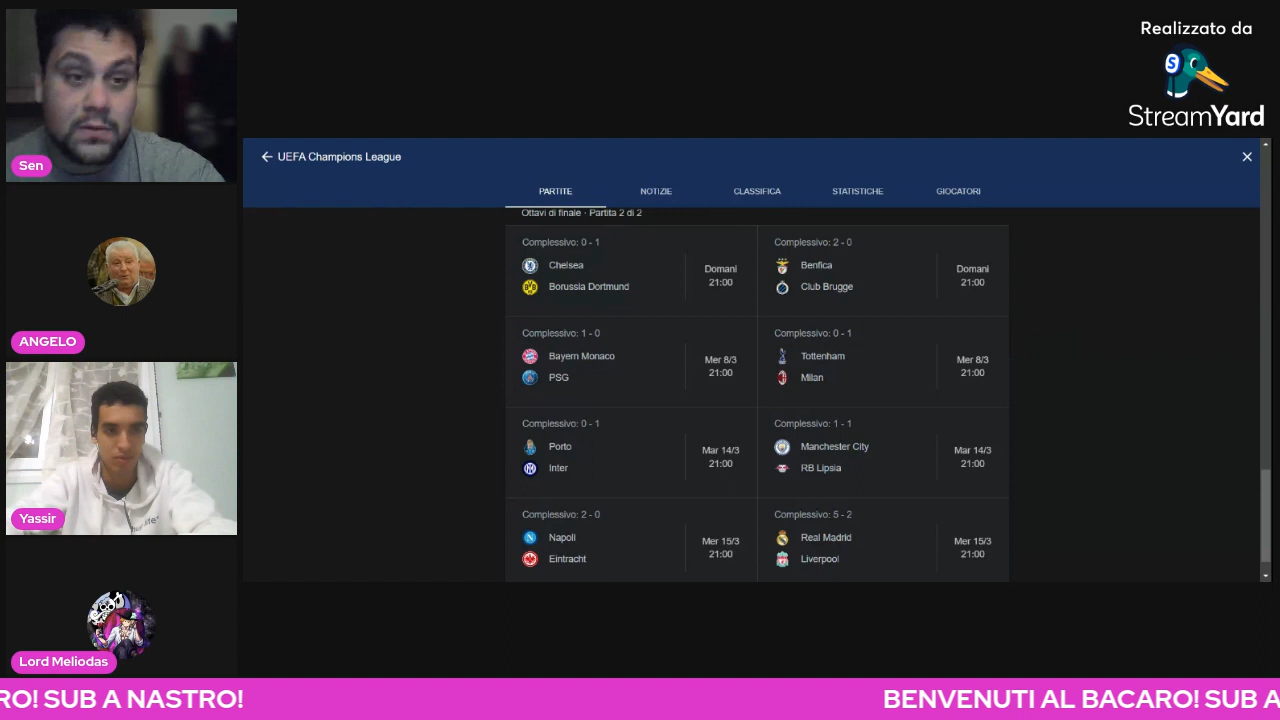 Realizzato da
StreamYard
Sen
ANGELO
Yassir
Lord Meliodas
UEFA Champions League
PARTITE NOTIZIE CLASSIFICA STATISTICHE GIOCATORI
Ottavi di finale · Partita 2 di 2
Complessivo: 0 - 1
Chelsea
Borussia Dortmund
Domani
21:00
Complessivo: 2 - 0
Benfica
Club Brugge
Domani
21:00
Complessivo: 1 - 0
Bayern Monaco
PSG
Mer 8/3
21:00
Complessivo: 0 - 1
Tottenham
Milan
Mer 8/3
21:00
Complessivo: 0 - 1
Porto
Inter
Mar 14/3
21:00
Complessivo: 1 - 1
Manchester City
RB Lipsia
Mar 14/3
21:00
Complessivo: 2 - 0
Napoli
Eintracht
Mer 15/3
21:00
Complessivo: 5 - 2
Real Madrid
Liverpool
Mer 15/3
21:00
RO! SUB A NASTRO! BENVENUTI AL BACARO! SUB A